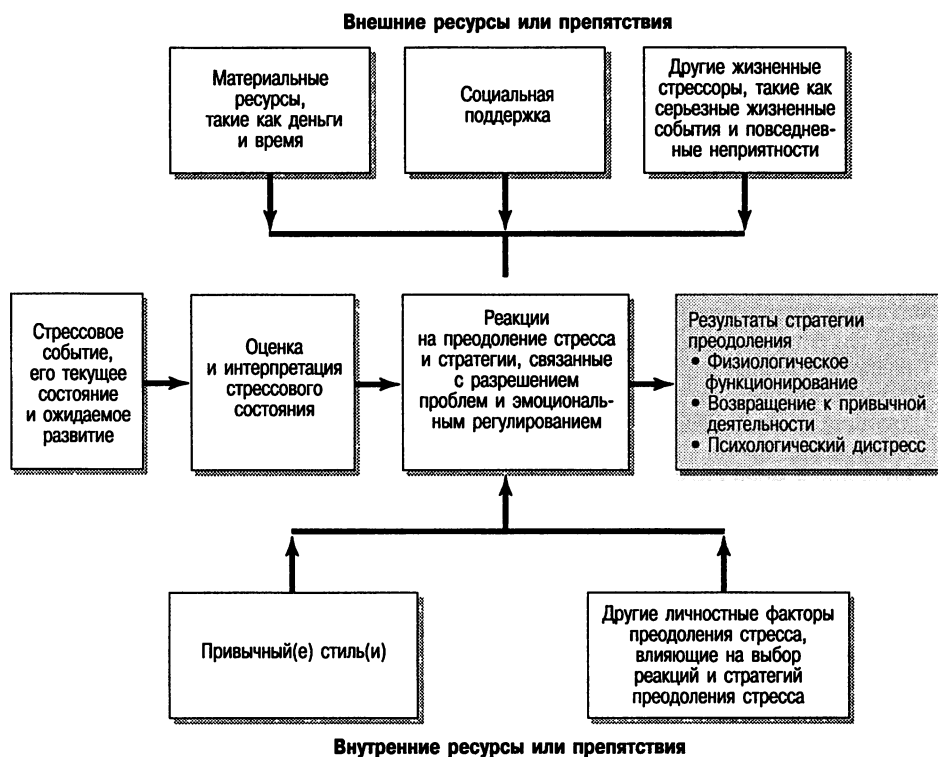 Внешние ресурсы или препятствия
Материальные
ресурсы,
такие как деньги
и время
Социальная
поддержка
Другие жизненные
стрессоры, такие как
серьезные жизненные
события и повседнев-
ные неприятности
Стрессовое
событие,
его текущее
состояние
и ожидаемое
развитие
Оценка
и интерпретация
стрессового
состояния
Реакции
на преодоление стресса
и стратегии, связанные
с разрешением
проблем и эмоциональ-
ным регулированием
Результаты стратегии
преодоления
• Физиологическое
функционирование
• Возвращение к привычной
деятельности
• Психологический дистресс
Привычный(е) стиль(и)
Другие личностные факторы
преодоления стресса,
влияющие на выбор
реакций и стратегий
преодоления стресса
Внутренние ресурсы или препятствия